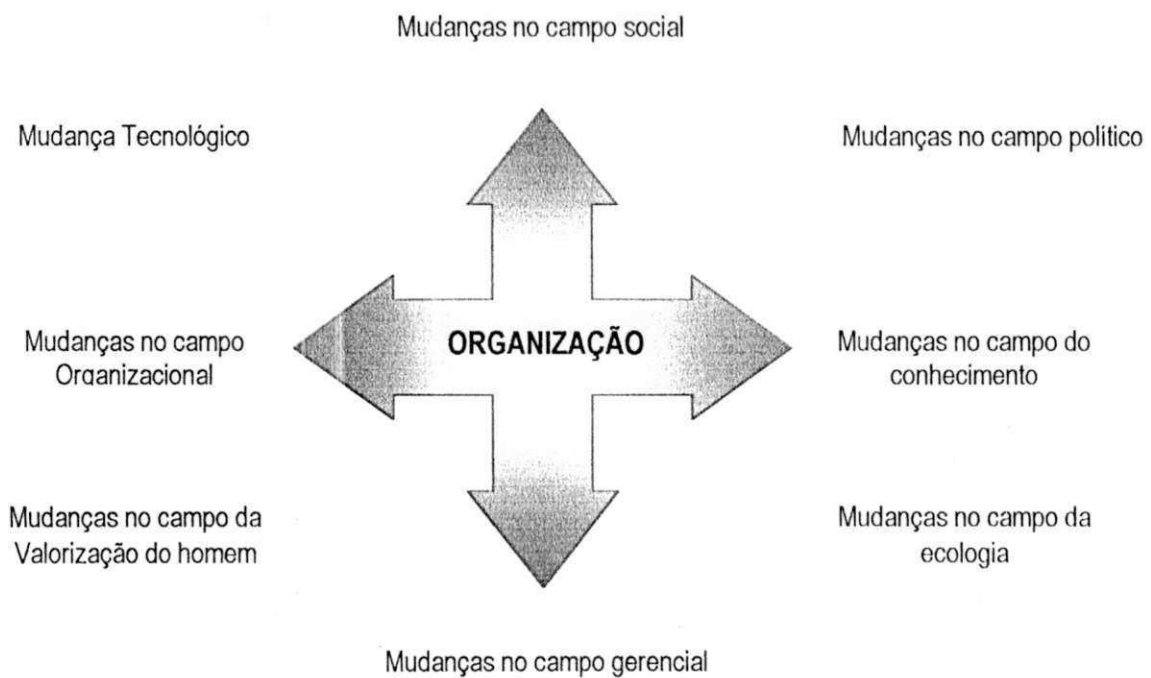 Mudanças no campo social
Mudança Tecnológico
Mudanças no campo político
Mudanças no campo
Organizacional
ORGANIZAÇÃO
Mudanças no campo do
conhecimento
Mudanças no campo da
Valorização do homem
Mudanças no campo da
ecologia
Mudanças no campo gerencial